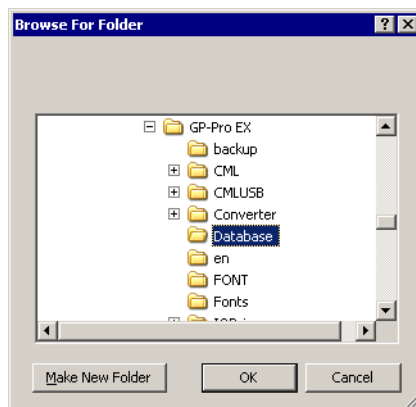 Browse For Folder
GP-Pro EX
backup
CML
CMLUSB
Converter
Database
en
FONT
Fonts
Make New Folder
OK
Cancel